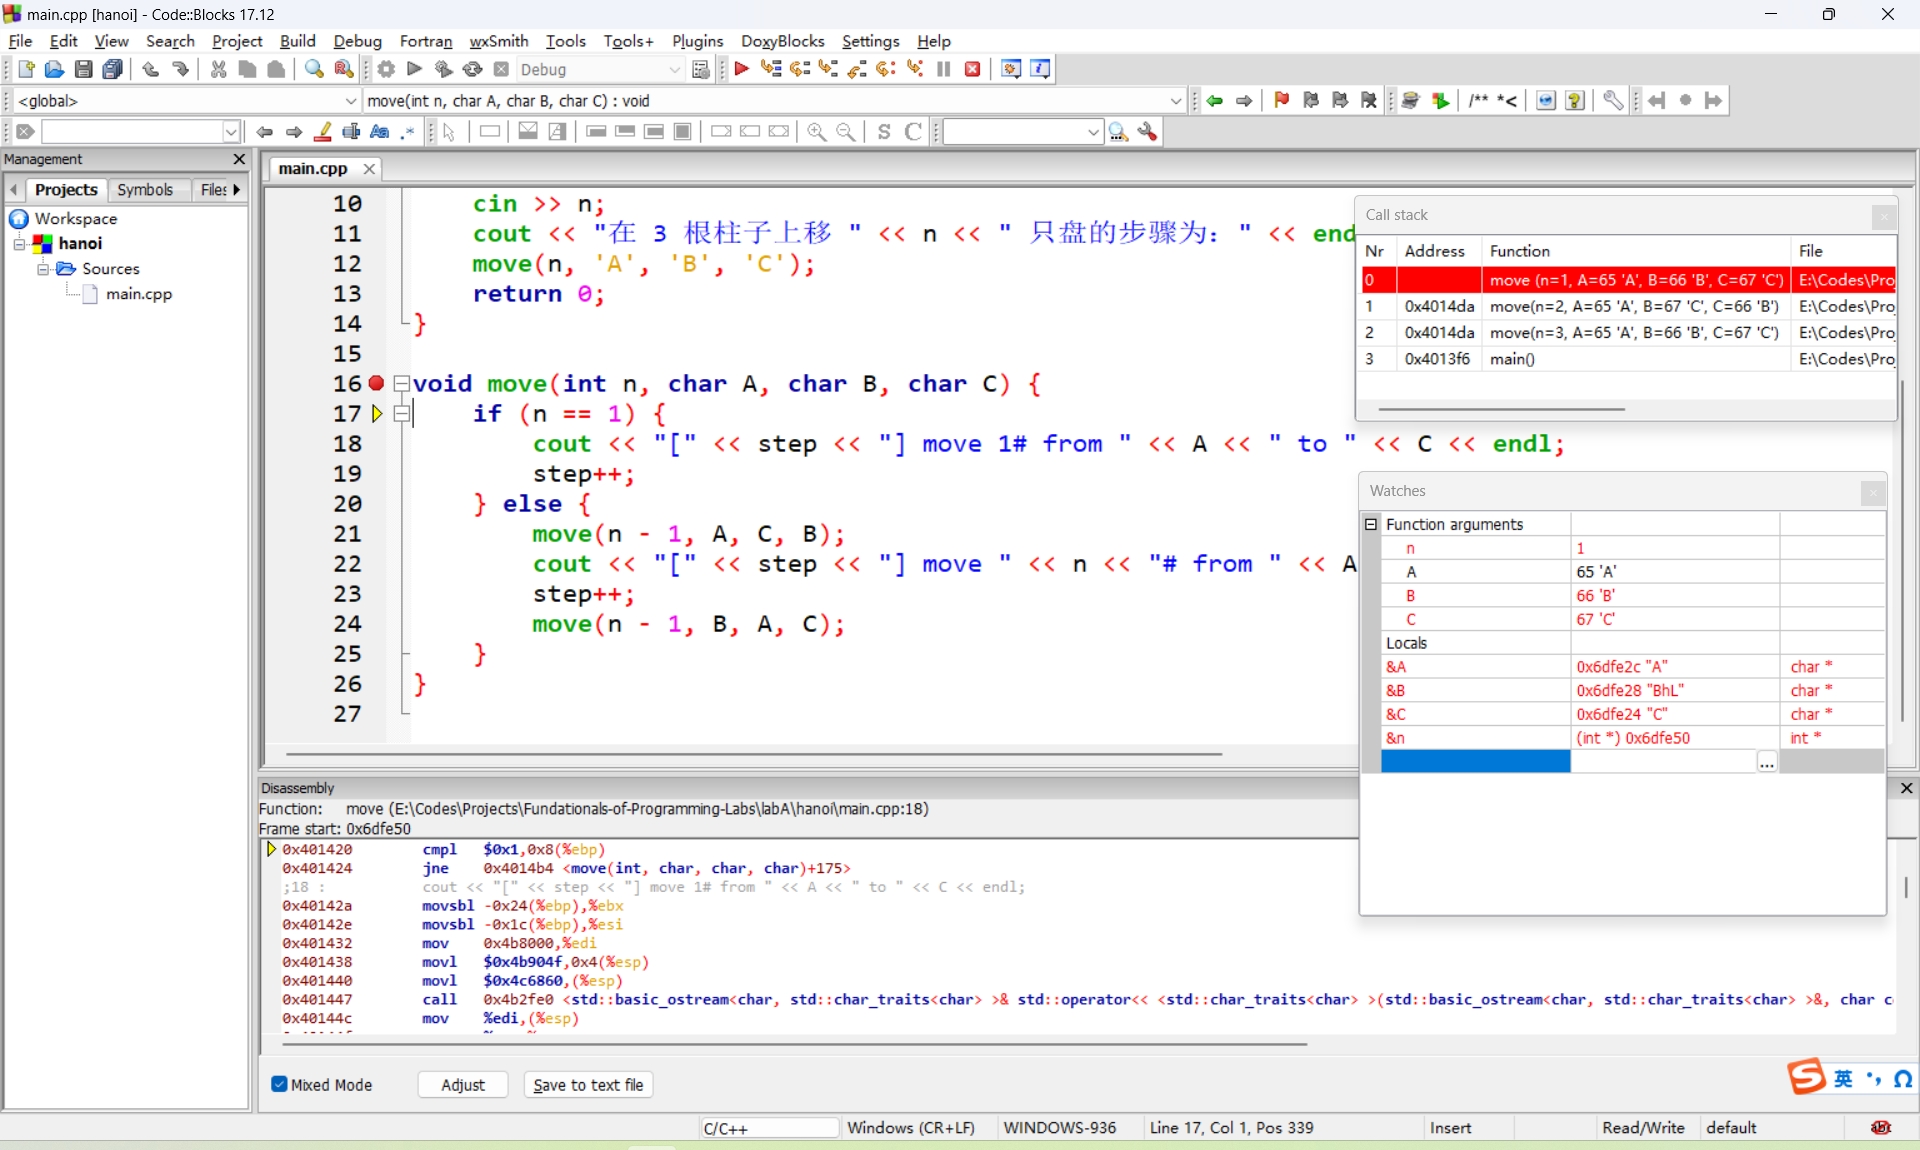 main.cpp [hanoi] - Code::Blocks 17.12
File Edit View Search Project Build Debug Fortran wxSmith Tools Tools+ Plugins DoxyBlocks Settings Help
Debug
<global>
move(int n, char A, char B, char C) : void
/** *<
Management
Projects Symbols Files
Workspace
hanoi
Sources
main.cpp
main.cpp
10 cin >> n;
11 cout << "在 3 根柱子上移 " << n << " 只盘的步骤为: " << end
12 move(n, 'A', 'B', 'C');
13 return 0;
14 }
15
16 void move(int n, char A, char B, char C) {
17 if (n == 1) {
18 cout << "[" << step << "] move 1# from " << A << " to " << C << endl;
19 step++;
20 } else {
21 move(n - 1, A, C, B);
22 cout << "[" << step << "] move " << n << "# from " << A
23 step++;
24 move(n - 1, B, A, C);
25 }
26 }
27
Call stack
Nr Address Function File
0 move (n=1, A=65 'A', B=66 'B', C=67 'C') E:\Codes\Pro
1 0x4014da move(n=2, A=65 'A', B=67 'C', C=66 'B') E:\Codes\Pro
2 0x4014da move(n=3, A=65 'A', B=66 'B', C=67 'C') E:\Codes\Pro
3 0x4013f6 main() E:\Codes\Pro
Watches
Function arguments
n 1
A 65 'A'
B 66 'B'
C 67 'C'
Locals
&A 0x6dfe2c "A" char *
&B 0x6dfe28 "BhL" char *
&C 0x6dfe24 "C" char *
&n (int *) 0x6dfe50 int *
...
Disassembly
Function: move (E:\Codes\Projects\Fundationals-of-Programming-Labs\labA\hanoi\main.cpp:18)
Frame start: 0x6dfe50
0x401420 cmpl $0x1,0x8(%ebp)
0x401424 jne 0x4014b4 <move(int, char, char, char)+175>
;18 : cout << "[" << step << "] move 1# from " << A << " to " << C << endl;
0x40142a movsbl -0x24(%ebp),%ebx
0x40142e movsbl -0x1c(%ebp),%esi
0x401432 mov 0x4b8000,%edi
0x401438 movl $0x4b904f,0x4(%esp)
0x401440 movl $0x4c6860,(%esp)
0x401447 call 0x4b2fe0 <std::basic_ostream<char, std::char_traits<char> >& std::operator<< <std::char_traits<char> >(std::basic_ostream<char, std::char_traits<char> >&, char c
0x40144c mov %edi,(%esp)
Mixed Mode Adjust Save to text file
英
C/C++ Windows (CR+LF) WINDOWS-936 Line 17, Col 1, Pos 339 Insert Read/Write default